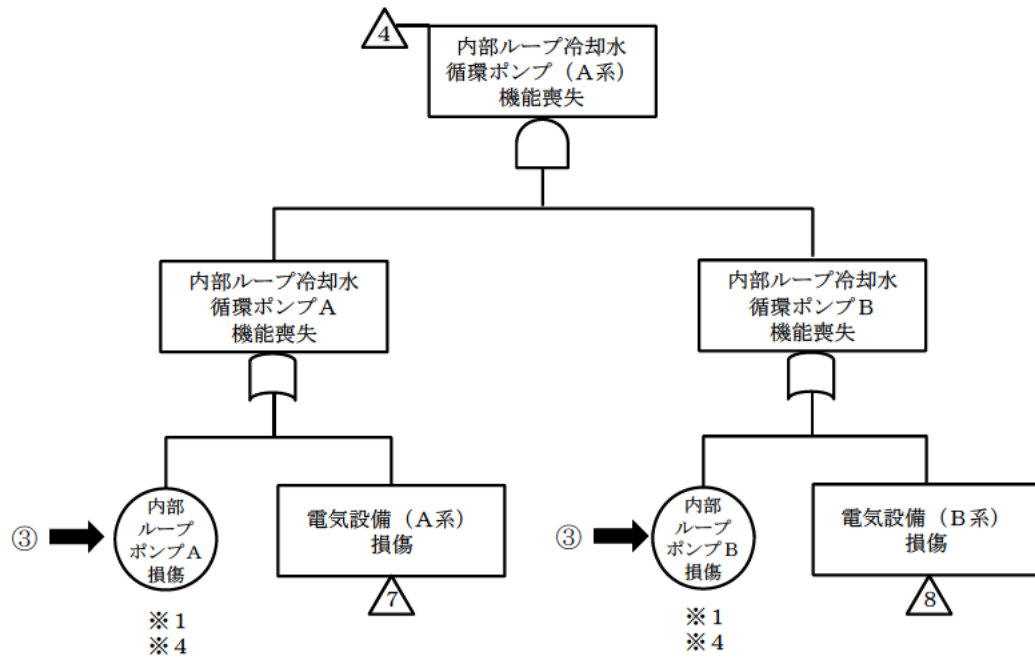 4
内部ループ冷却水
循環ポンプ（A系）
機能喪失
内部ループ冷却水
循環ポンプA
機能喪失
内部ループ冷却水
循環ポンプB
機能喪失
③
内部
ループ
ポンプA
損傷
※1
※4
電気設備（A系）
損傷
7
③
内部
ループ
ポンプB
損傷
※1
※4
電気設備（B系）
損傷
8